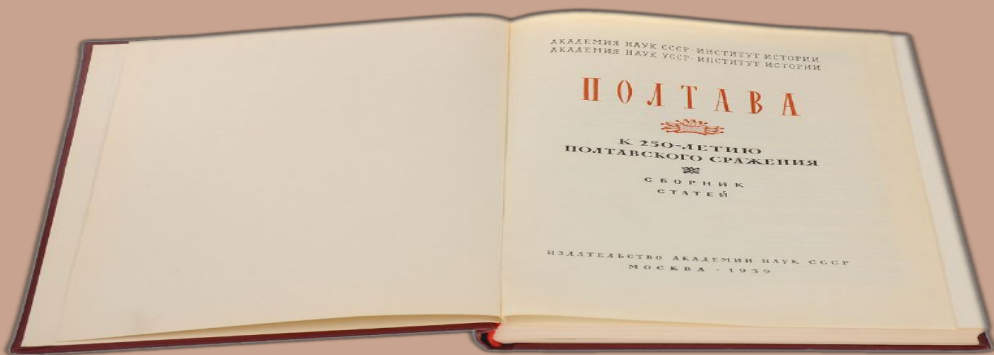 АКАДЕМИЯ НАУК СССР · ИНСТИТУТ ИСТОРИИ
АКАДЕМИЯ НАУК УССР · ИНСТИТУТ ИСТОРИИ
ПОЛТАВА
К 250-ЛЕТИЮ
ПОЛТАВСКОГО СРАЖЕНИЯ
СБОРНИК
СТАТЕЙ
ИЗДАТЕЛЬСТВО АКАДЕМИИ НАУК СССР
МОСКВА · 1959